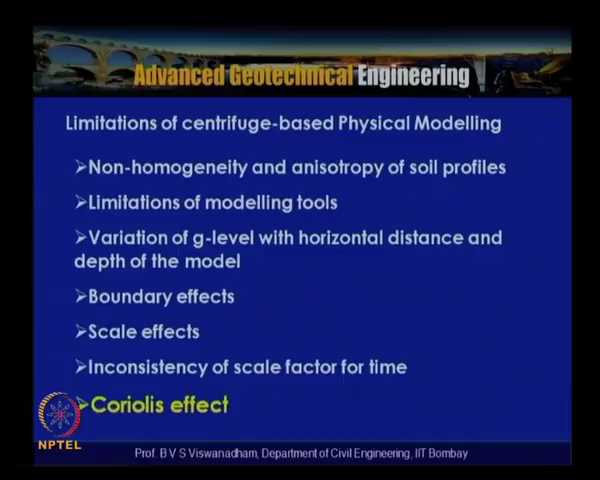 Advanced Geotechnical Engineering
Limitations of centrifuge-based Physical Modelling
➢Non-homogeneity and anisotropy of soil profiles
➢Limitations of modelling tools
➢Variation of g-level with horizontal distance and
depth of the model
➢Boundary effects
➢Scale effects
➢Inconsistency of scale factor for time
➢Coriolis effect
NPTEL
Prof. B V S Viswanadham, Department of Civil Engineering, IIT Bombay